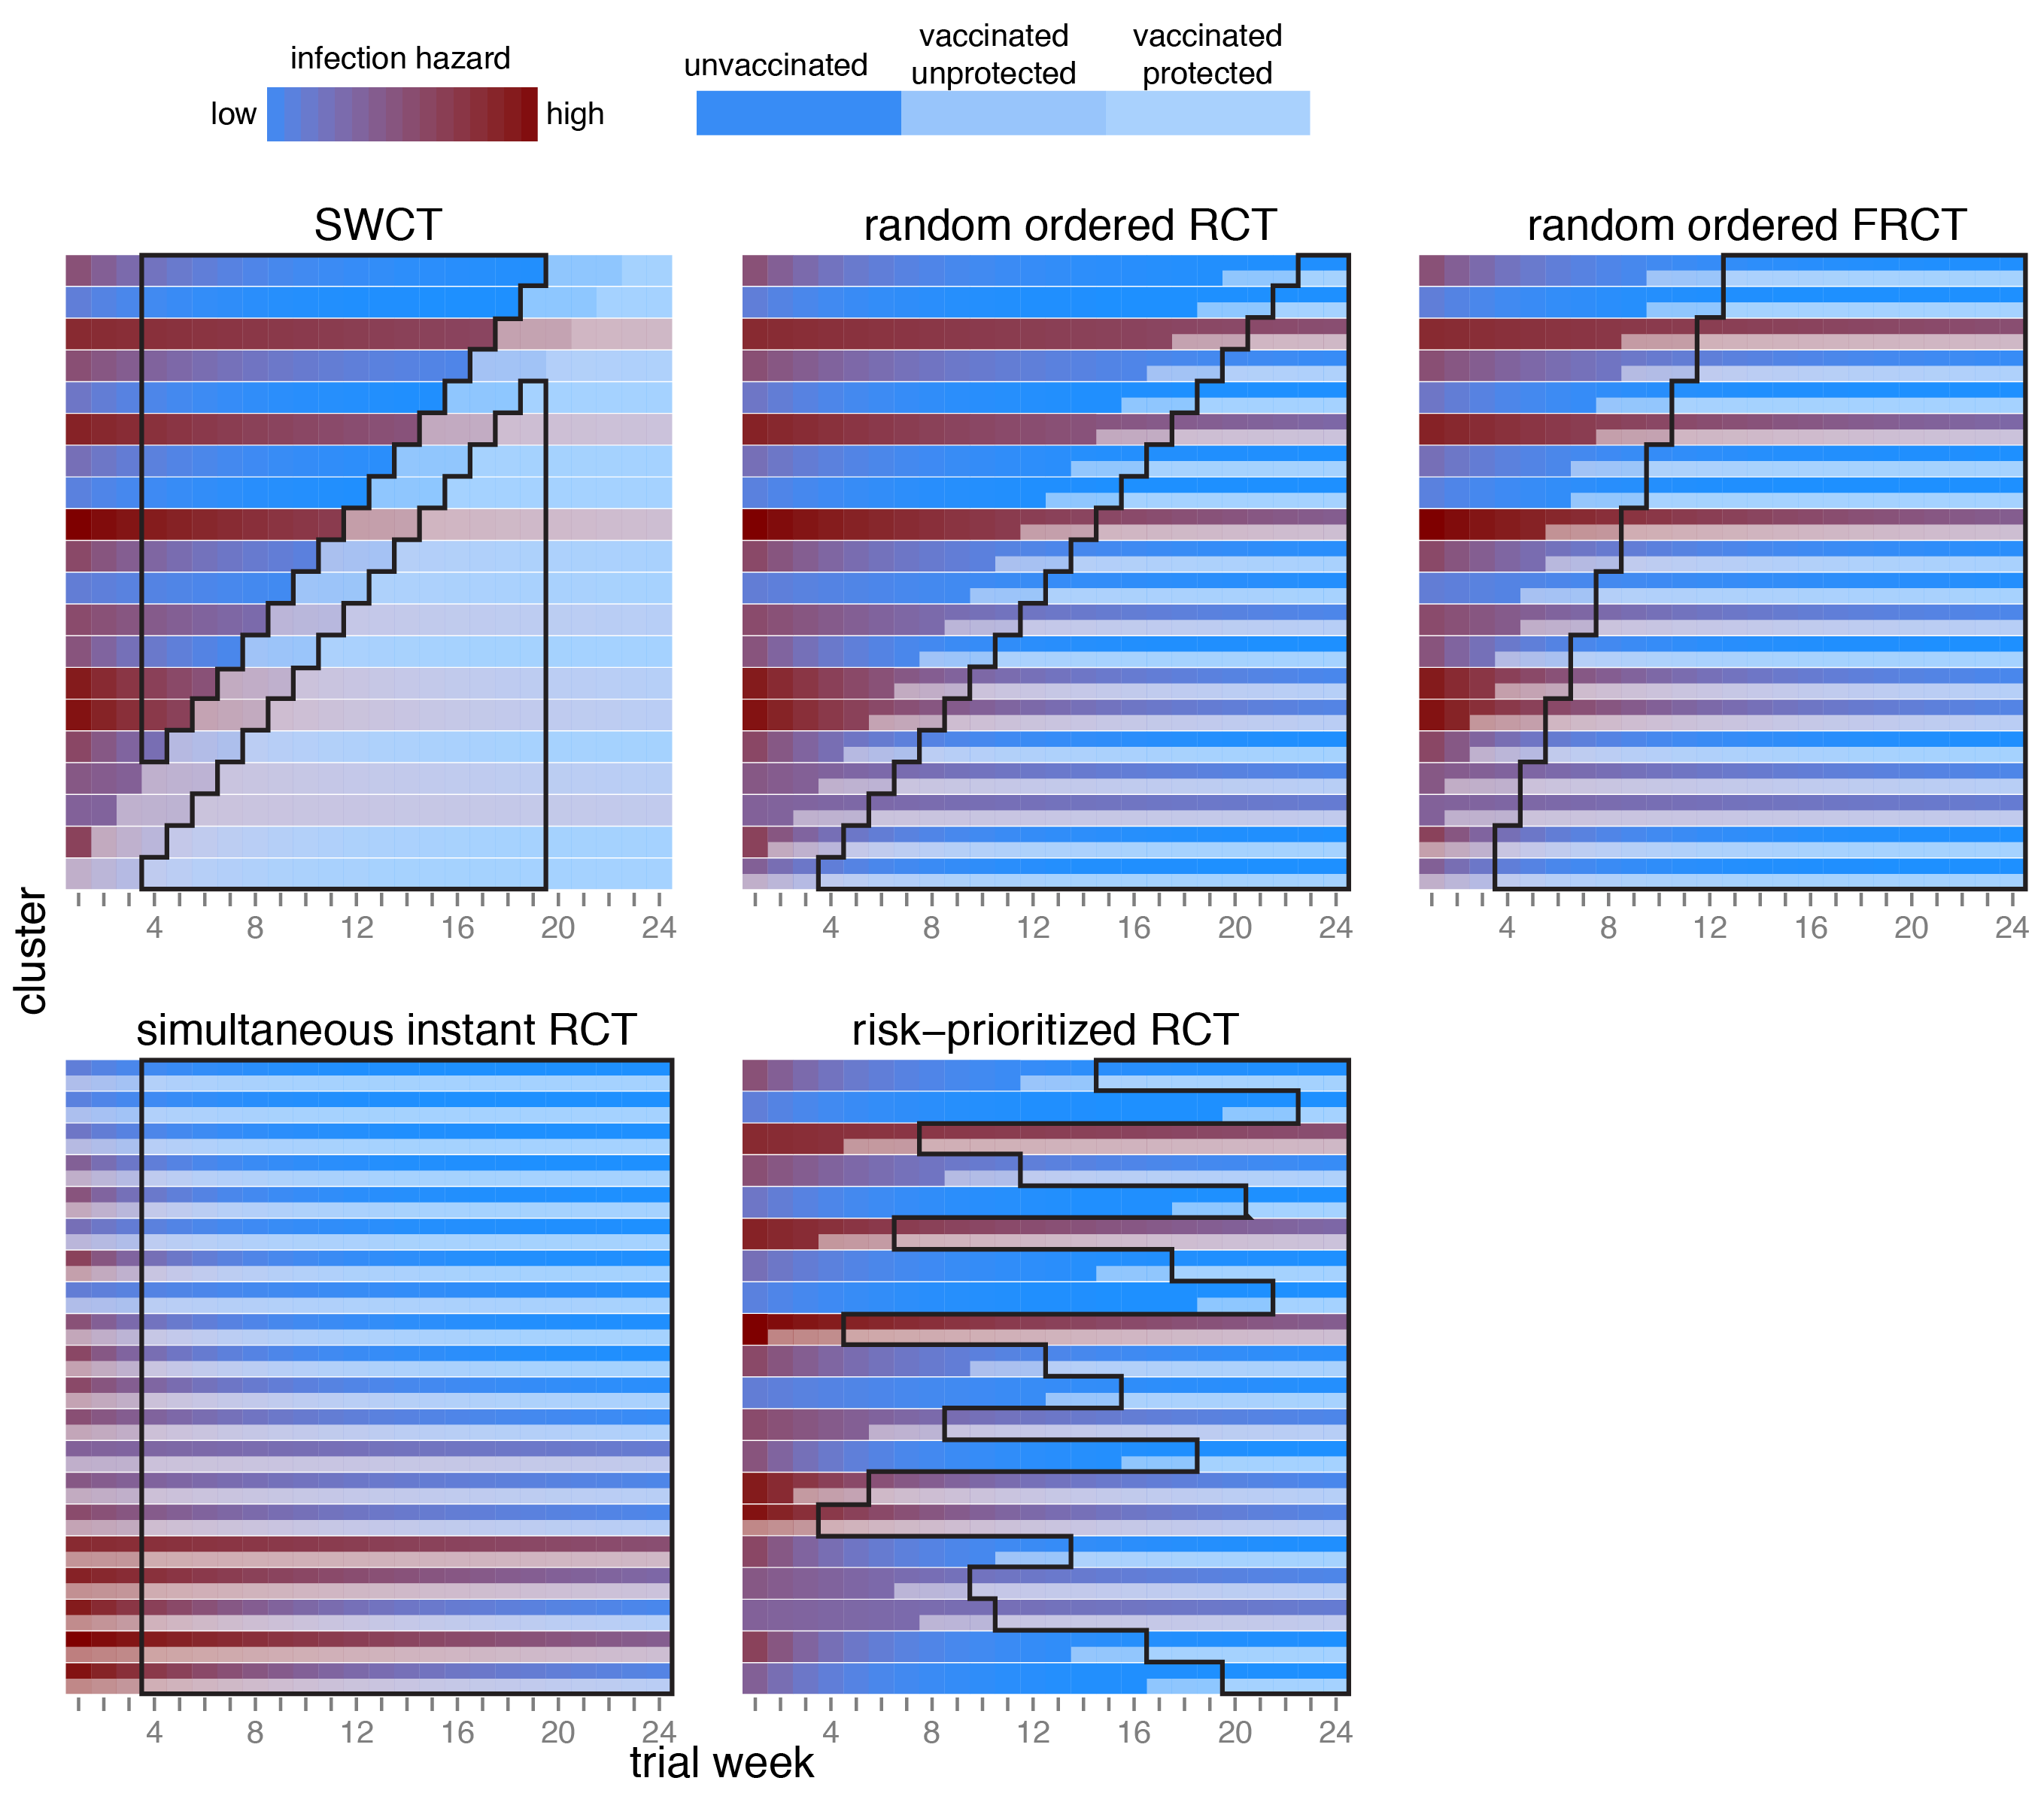 infection hazard
low
high
unvaccinated
vaccinated
unprotected
vaccinated
protected
SWCT
random ordered RCT
random ordered FRCT
4 8 12 16 20 24
4 8 12 16 20 24
4 8 12 16 20 24
cluster
simultaneous instant RCT
risk−prioritized RCT
4 8 12 16 20 24
4 8 12 16 20 24
trial week